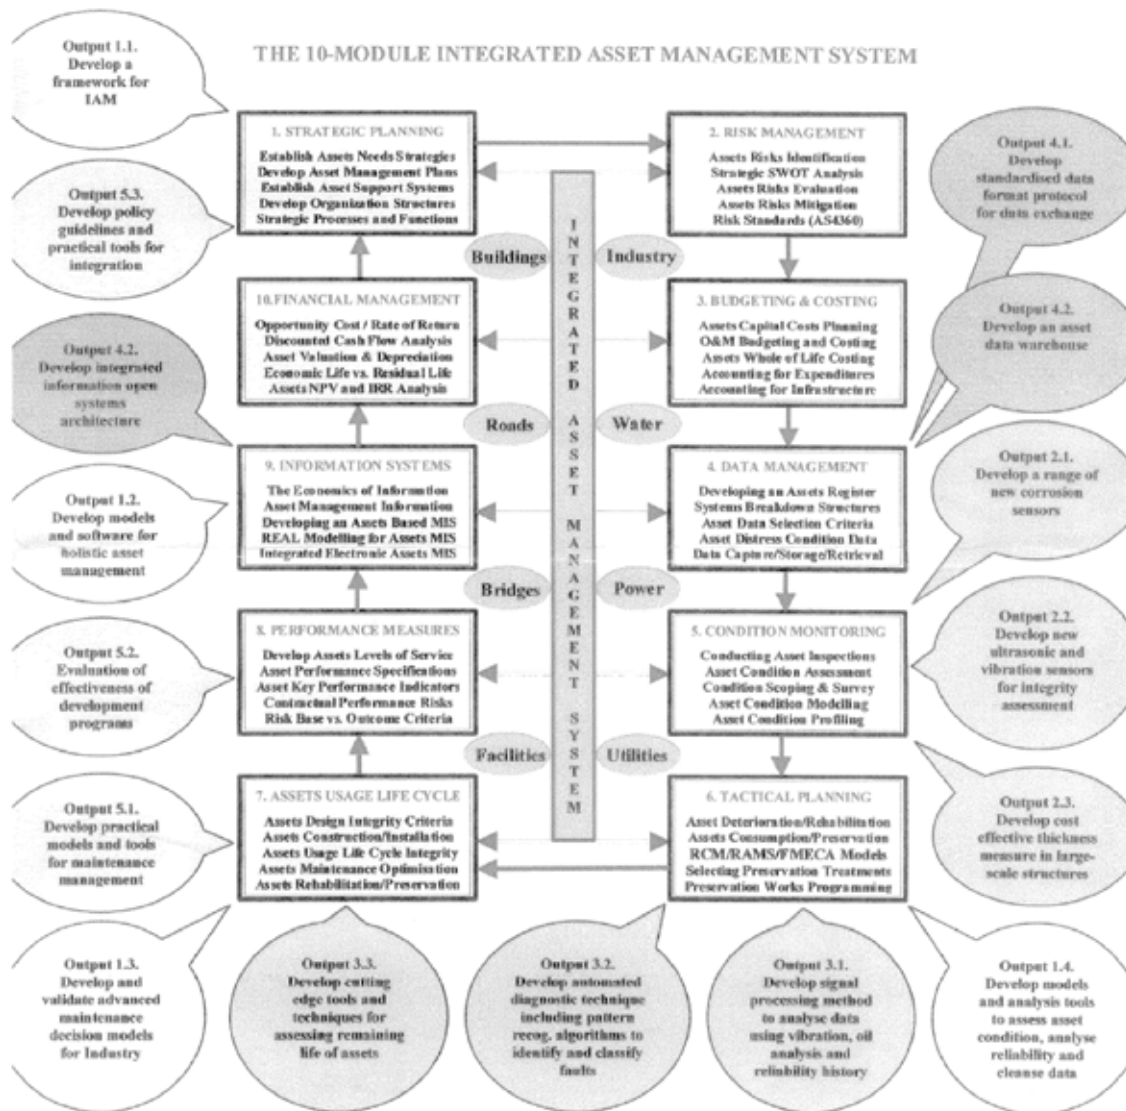 THE 10-MODULE INTEGRATED ASSET MANAGEMENT SYSTEM
Output 1.1.
Develop a
framework for
IAM
1. STRATEGIC PLANNING
Establish Assets Needs Strategies
Develop Asset Management Plans
Establish Asset Support Systems
Develop Organization Structures
Strategic Processes and Functions
2. RISK MANAGEMENT
Assets Risks Identification
Strategic SWOT Analysis
Assets Risks Evaluation
Assets Risks Mitigation
Risk Standards (AS4360)
Output 4.1.
Develop
standardised data
format protocol
for data exchange
Output 5.3.
Develop policy
guidelines and
practical tools for
integration
Buildings
Industry
INTEGRATED ASSET MANAGEMENT SYSTEM
10.FINANCIAL MANAGEMENT
Opportunity Cost / Rate of Return
Discounted Cash Flow Analysis
Asset Valuation & Depreciation
Economic Life vs. Residual Life
Assets NPV and IRR Analysis
3. BUDGETING & COSTING
Assets Capital Costs Planning
O&M Budgeting and Costing
Assets Whole of Life Costing
Accounting for Expenditures
Accounting for Infrastructure
Output 4.2.
Develop an asset
data warehouse
Output 4.2.
Develop integrated
information open
systems
architecture
Roads
Water
9. INFORMATION SYSTEMS
The Economics of Information
Asset Management Information
Developing an Assets Based MIS
REAL Modelling for Assets MIS
Integrated Electronic Assets MIS
4. DATA MANAGEMENT
Developing an Assets Register
Systems Breakdown Structures
Asset Data Selection Criteria
Asset Distress Condition Data
Data Capture/Storage/Retrieval
Output 2.1.
Develop a range of
new corrosion
sensors
Output 1.2.
Develop models
and software for
holistic asset
management
Bridges
Power
8. PERFORMANCE MEASURES
Develop Assets Levels of Service
Asset Performance Specifications
Asset Key Performance Indicators
Contractual Performance Risks
Risk Base vs. Outcome Criteria
5. CONDITION MONITORING
Conducting Asset Inspections
Asset Condition Assessment
Condition Scoping & Survey
Asset Condition Modelling
Asset Condition Profiling
Output 2.2.
Develop new
ultrasonic and
vibration sensors
for integrity
assessment
Output 5.2.
Evaluation of
effectiveness of
development
programs
Facilities
Utilities
7. ASSETS USAGE LIFE CYCLE
Assets Design Integrity Criteria
Assets Construction/Installation
Assets Usage Life Cycle Integrity
Assets Maintenance Optimisation
Assets Rehabilitation/Preservation
6. TACTICAL PLANNING
Asset Deterioration/Rehabilitation
Assets Consumption/Preservation
RCM/RAMS/FMECA Models
Selecting Preservation Treatments
Preservation Works Programming
Output 2.3.
Develop cost
effective thickness
measure in large-
scale structures
Output 5.1.
Develop practical
models and tools
for maintenance
management
Output 1.3.
Develop and
validate advanced
maintenance
decision models
for Industry
Output 3.3.
Develop cutting
edge tools and
techniques for
assessing remaining
life of assets
Output 3.2.
Develop automated
diagnostic technique
including pattern
recog. algorithms to
identify and classify
faults
Output 3.1.
Develop signal
processing method
to analyse data
using vibration, oil
analysis and
reliability history
Output 1.4.
Develop models
and analysis tools
to assess asset
condition, analyse
reliability and
cleanse data